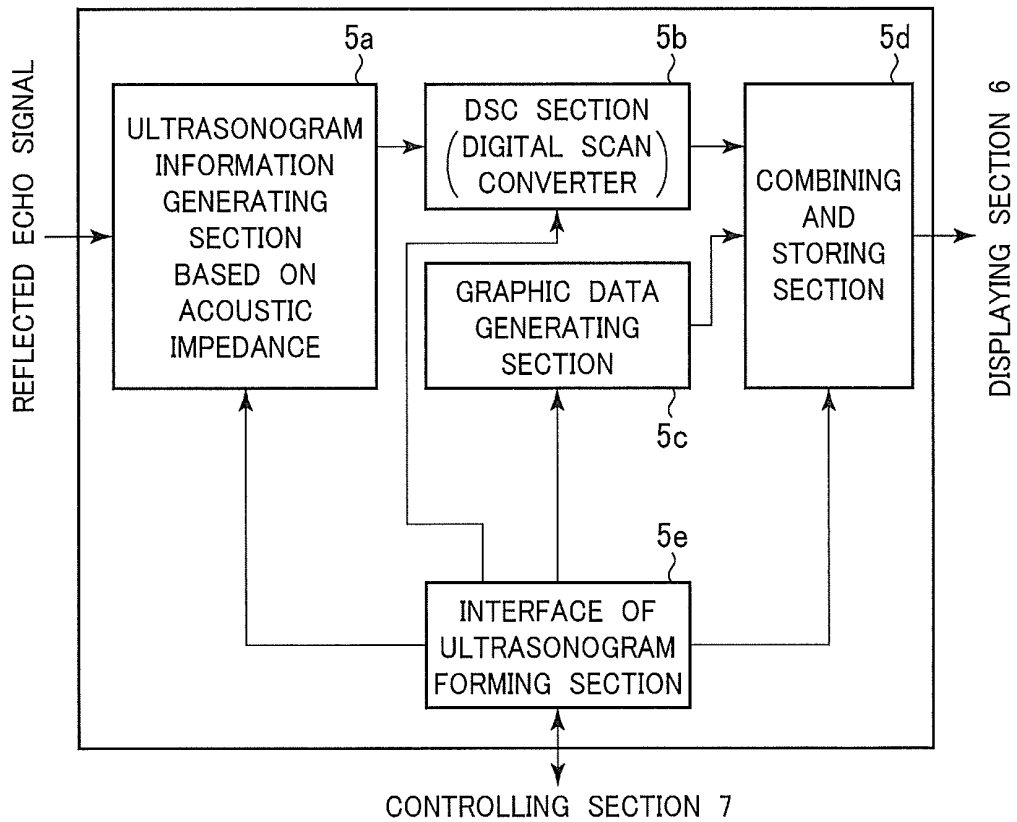 5a
5b
5d
REFLECTED ECHO SIGNAL
ULTRASONOGRAM
INFORMATION
GENERATING
SECTION
BASED ON
ACOUSTIC
IMPEDANCE
DSC SECTION
(DIGITAL SCAN
CONVERTER)
COMBINING
AND
STORING
SECTION
DISPLAYING SECTION 6
GRAPHIC DATA
GENERATING
SECTION
5c
5e
INTERFACE OF
ULTRASONOGRAM
FORMING SECTION
CONTROLLING SECTION 7